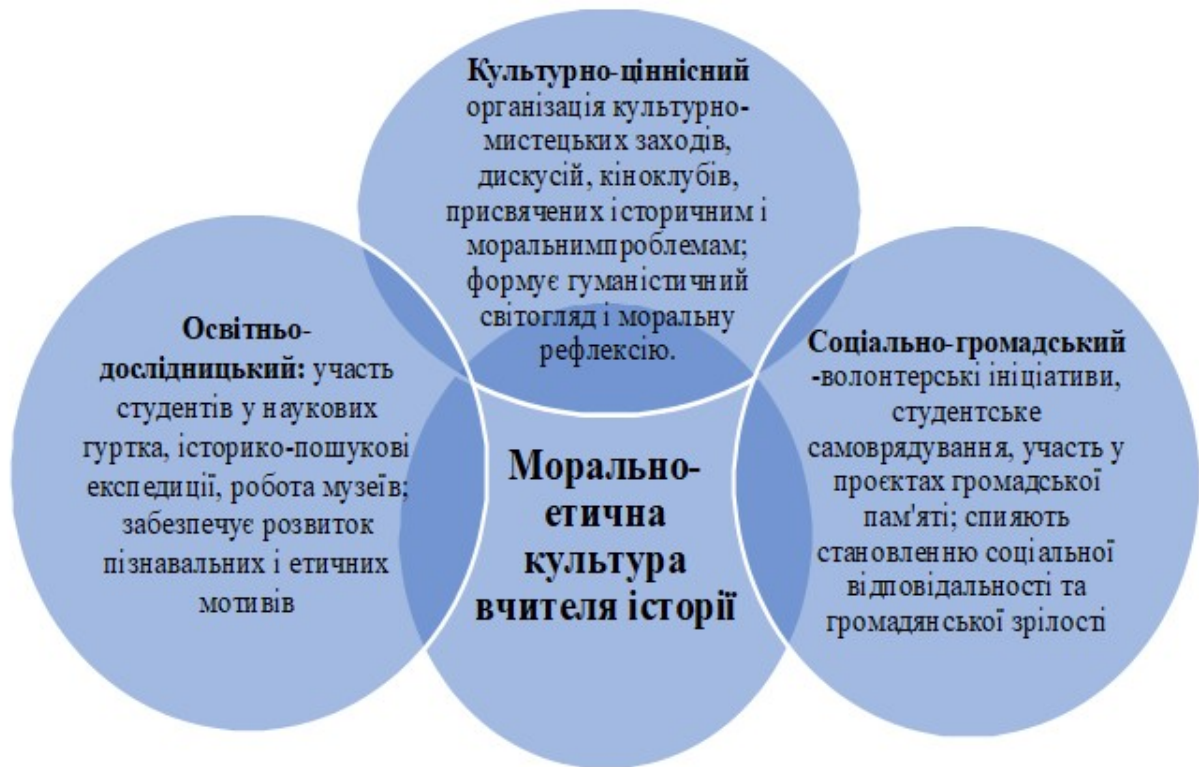 Культурно-ціннісний
організація культурно-
мистецьких заходів,
дискусій, кіноклубів,
присвячених історичним і
моральнимпроблемам;
формує гуманістичний
світогляд і моральну
рефлексію.
Освітньо-
дослідницький: участь
студентів у наукових
гуртка, історико-пошукові
експедиції, робота музеїв;
забезпечує розвиток
пізнавальних і етичних
мотивів
Морально-
етична
культура
вчителя історії
Соціально-громадський
-волонтерські ініціативи,
студентське
самоврядування, участь у
проєктах громадської
пам'яті; спияють
становленню соціальної
відповідальності та
громадянської зрілості